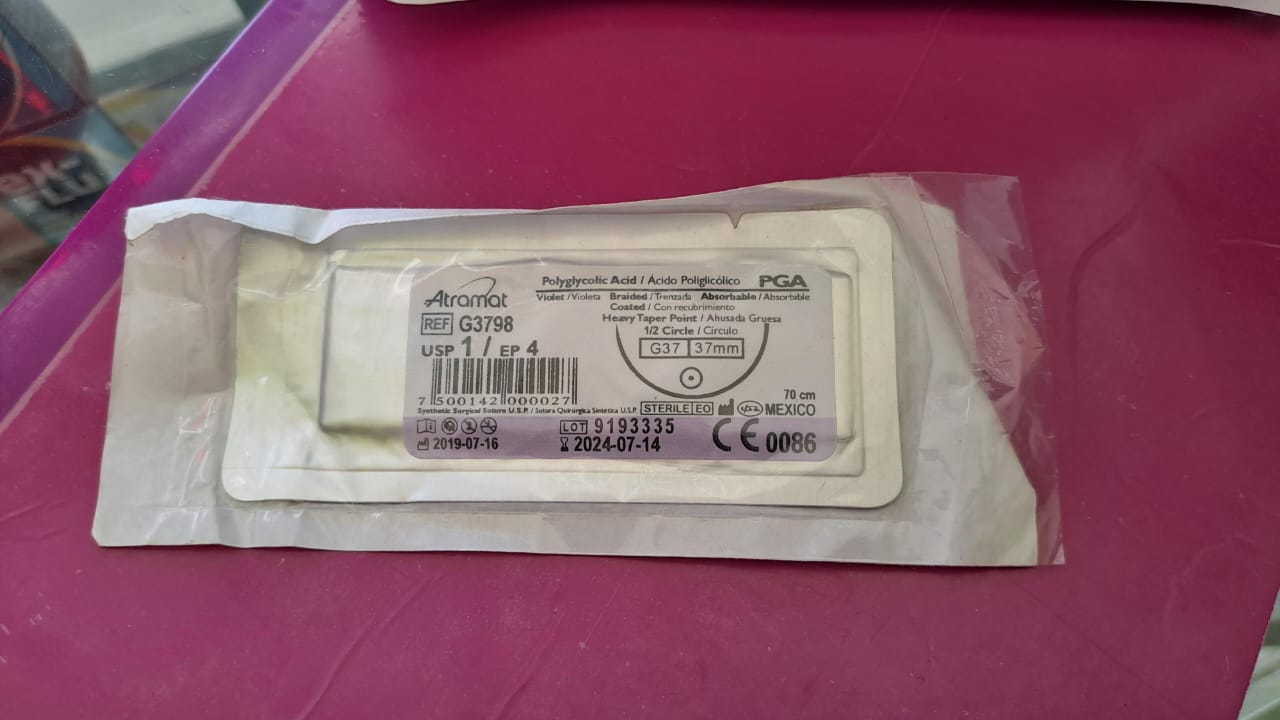 Polyglycolic Acid / Ácido Poliglicólico PGA
Violet / Violeta Braided / Trenzada Absorbable / Absorbible
Coated / Con recubrimiento
Heavy Taper Point / Ahusada Gruesa
1/2 Circle / Círculo
G37 37mm
Atramat
REF G3798
USP 1 / EP 4
7 500142 000027
70 cm
Synthetic Surgical Suture U.S.P. / Sutura Quirúrgica Sintética U.S.P.
STERILE EO
MEXICO
LOT 9193335
2019-07-16
2024-07-14
CE 0086